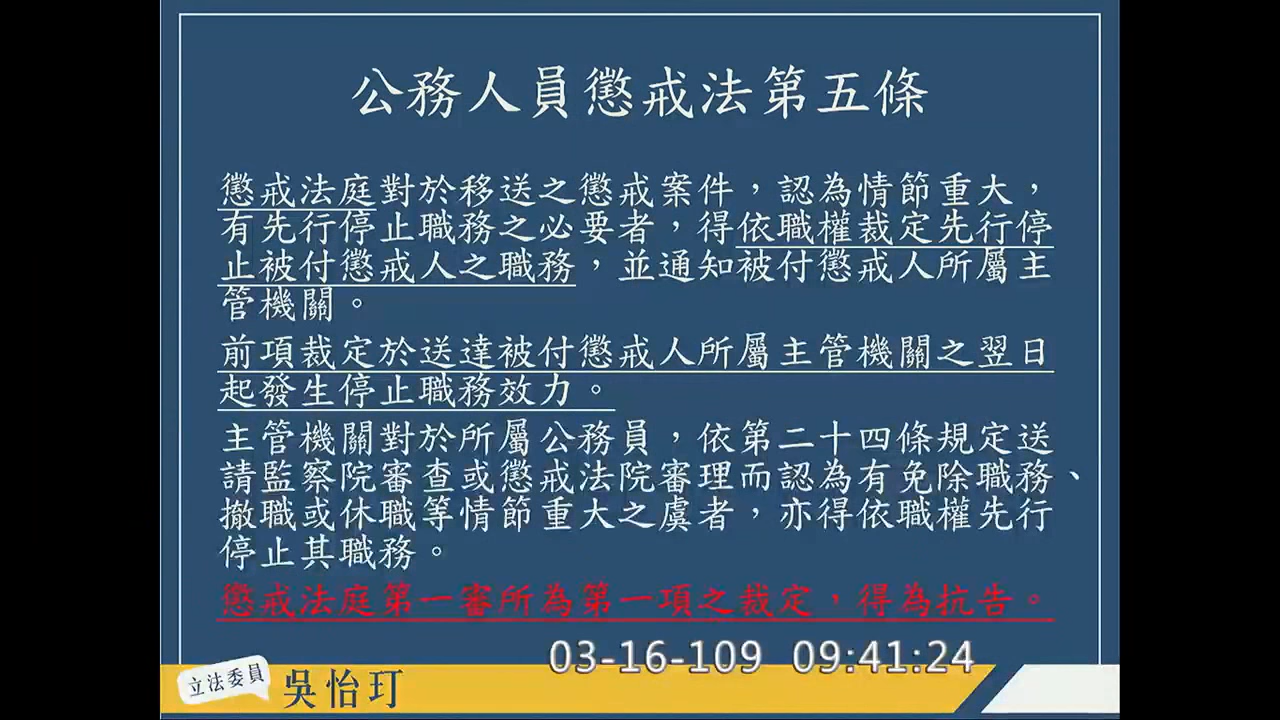 公務人員懲戒法第五條
懲戒法庭對於移送之懲戒案件，認為情節重大，
有先行停止職務之必要者，得依職權裁定先行停
止被付懲戒人之職務，並通知被付懲戒人所屬主
管機關。
前項裁定於送達被付懲戒人所屬主管機關之翌日
起發生停止職務效力。
主管機關對於所屬公務員，依第二十四條規定送
請監察院審查或懲戒法院審理而認為有免除職務、
撤職或休職等情節重大之虞者，亦得依職權先行
停止其職務。
懲戒法庭第一審所為第一項之裁定，得為抗告。
03-16-109 09:41:24
立法委員 吳怡玎